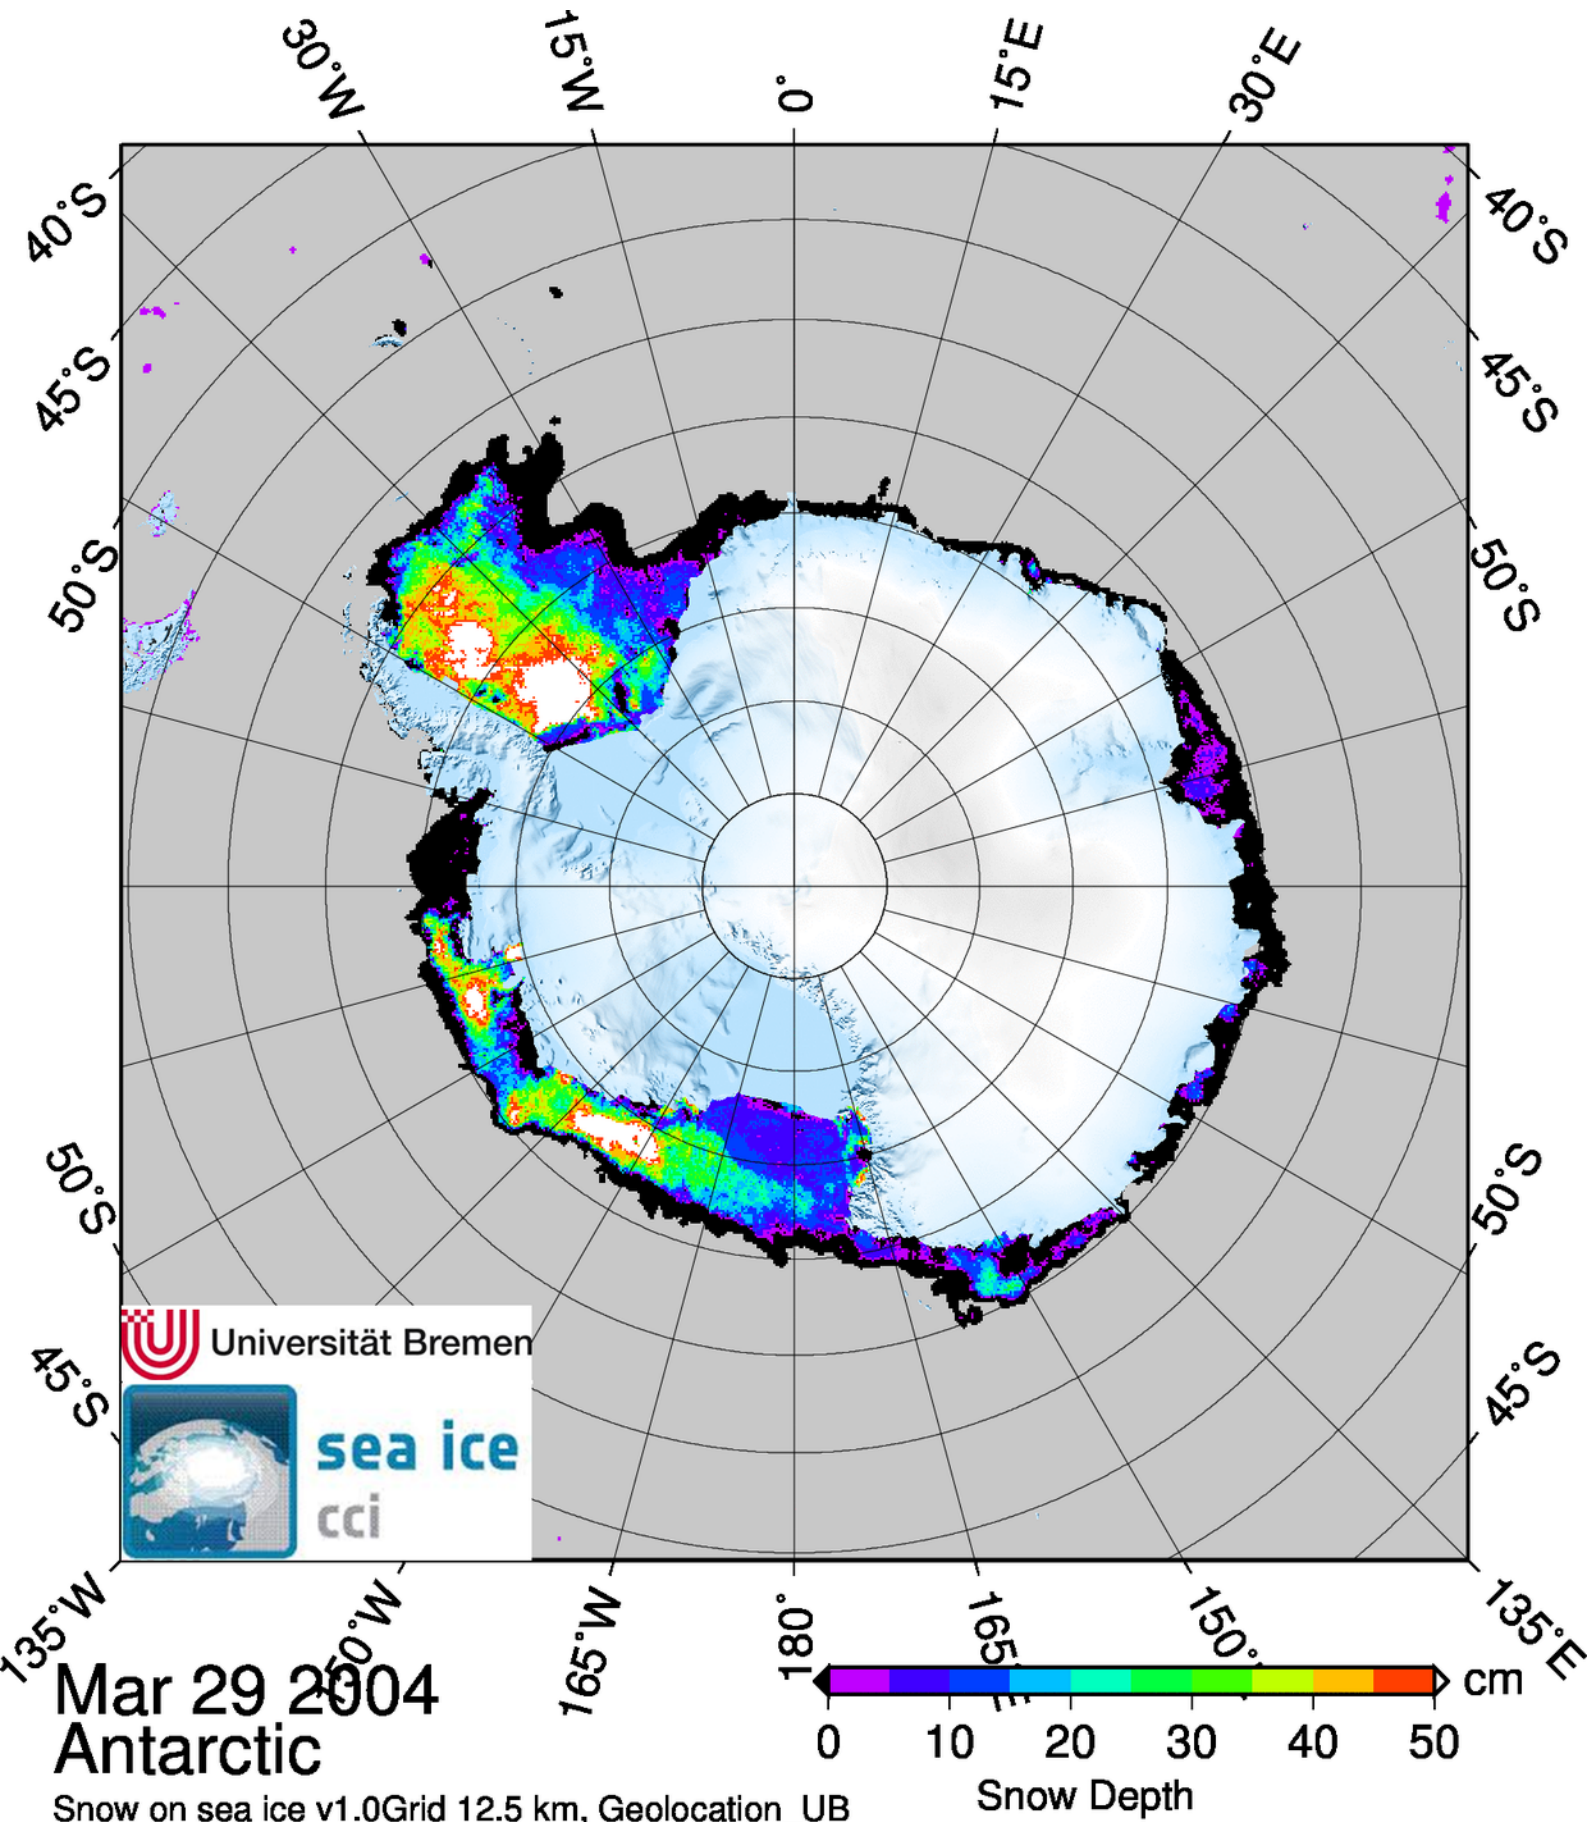 30°W 15°W 0° 15°E 30°E
40°S 40°S
45°S 45°S
50°S 50°S
50°S 50°S
45°S 45°S
Universität Bremen
sea ice
cci
135°W 165°W 180° 165° 150° 135°E
Mar 29 2004
Antarctic
Snow on sea ice v1.0Grid 12.5 km, Geolocation UB
cm
0 10 20 30 40 50
Snow Depth